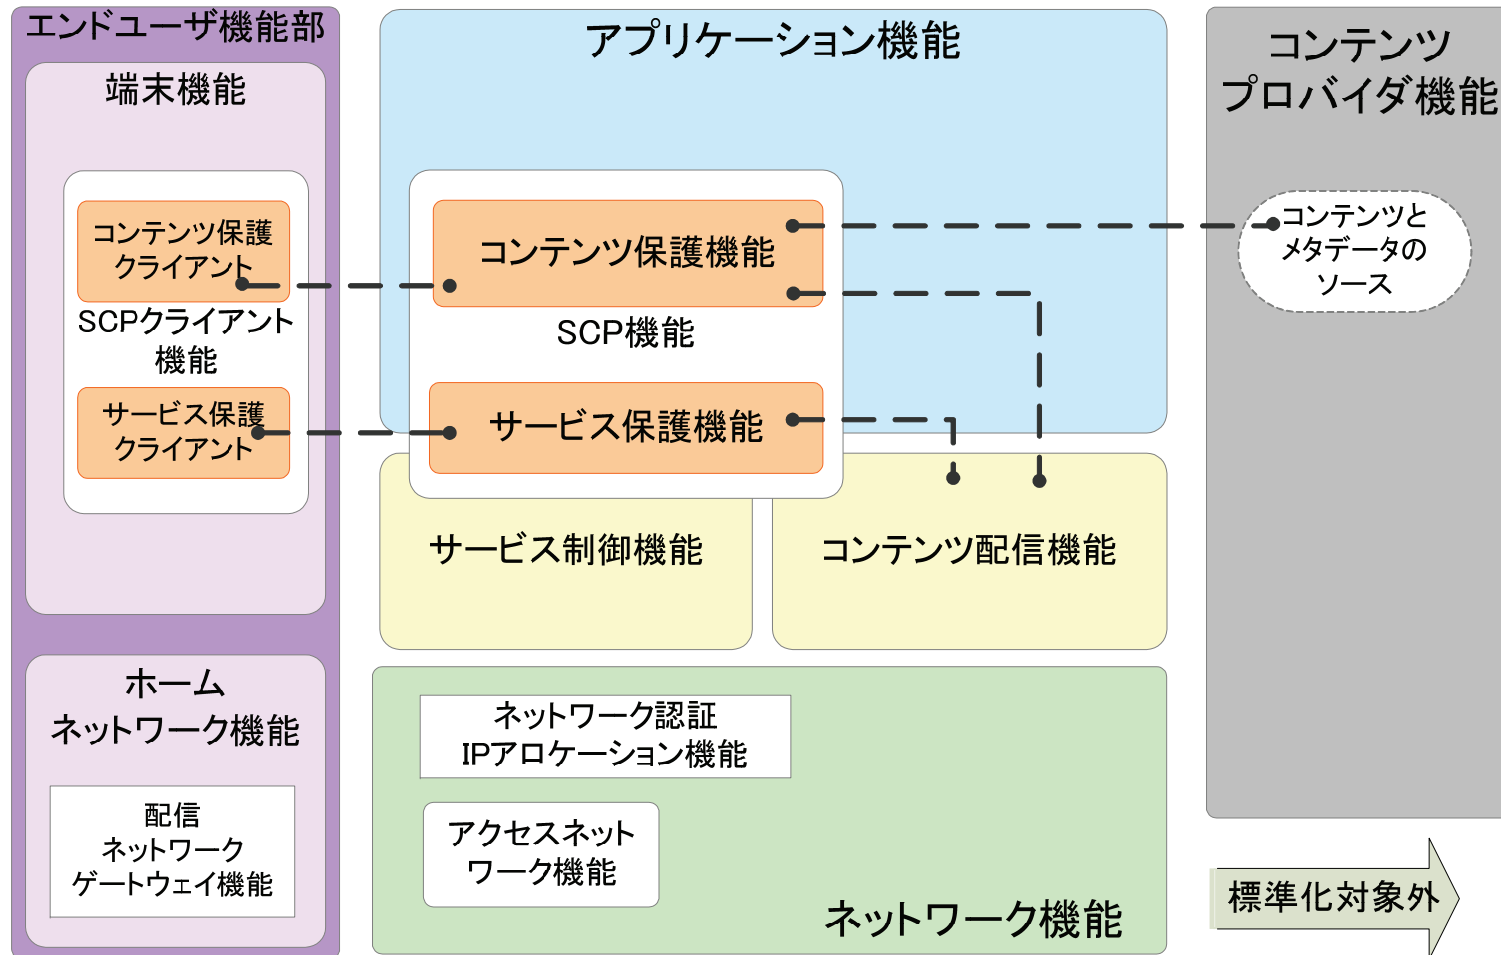 エンドユーザ機能部
端末機能
コンテンツ保護
クライアント
SCPクライアント
機能
サービス保護
クライアント
ホーム
ネットワーク機能
配信
ネットワーク
ゲートウェイ機能
アプリケーション機能
コンテンツ保護機能
SCP機能
サービス保護機能
サービス制御機能
コンテンツ配信機能
ネットワーク認証
IPアロケーション機能
アクセスネット
ワーク機能
ネットワーク機能
コンテンツ
プロバイダ機能
コンテンツと
メタデータの
ソース
標準化対象外